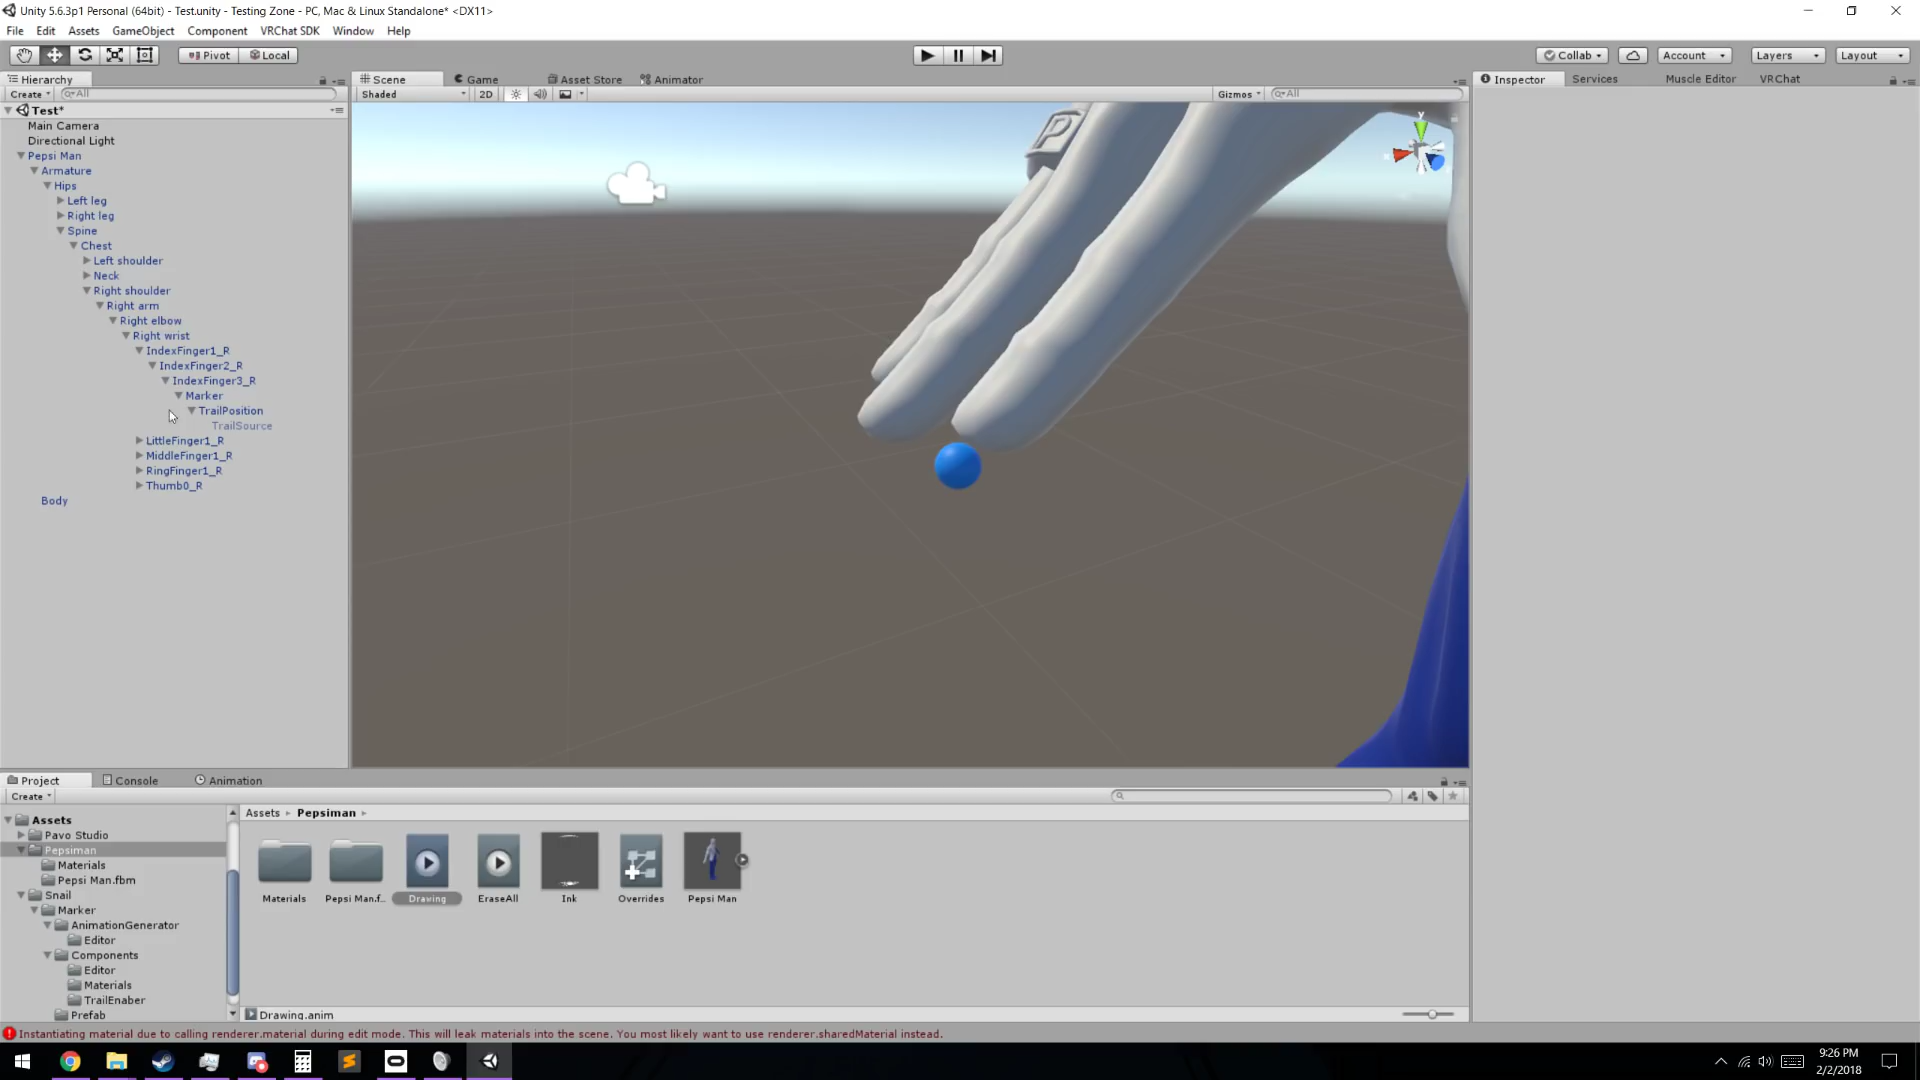 Unity 5.6.3p1 Personal (64bit) - Test.unity - Testing Zone - PC, Mac & Linux Standalone* <DX11>
File Edit Assets GameObject Component VRChat SDK Window Help
Pivot Local Collab Account Layers Layout
Hierarchy Scene Game Asset Store Animator Inspector Services Muscle Editor VRChat
Create All Shaded 2D Gizmos All
Test*
Main Camera
Directional Light
Pepsi Man
Armature
Hips
Left leg
Right leg
Spine
Chest
Left shoulder
Neck
Right shoulder
Right arm
Right elbow
Right wrist
IndexFinger1_R
IndexFinger2_R
IndexFinger3_R
Marker
TrailPosition
TrailSource
LittleFinger1_R
MiddleFinger1_R
RingFinger1_R
Thumb0_R
Body
P
y
Project Console Animation
Create
Assets
Pavo Studio
Pepsiman
Materials
Pepsi Man.fbm
Snail
Marker
AnimationGenerator
Editor
Components
Editor
Materials
TrailEnaber
Prefab
Assets Pepsiman
Materials Pepsi Man.f... Drawing EraseAll Ink Overrides Pepsi Man
Drawing.anim
Instantiating material due to calling renderer.material during edit mode. This will leak materials into the scene. You most likely want to use renderer.sharedMaterial instead.
9:26 PM
2/2/2018